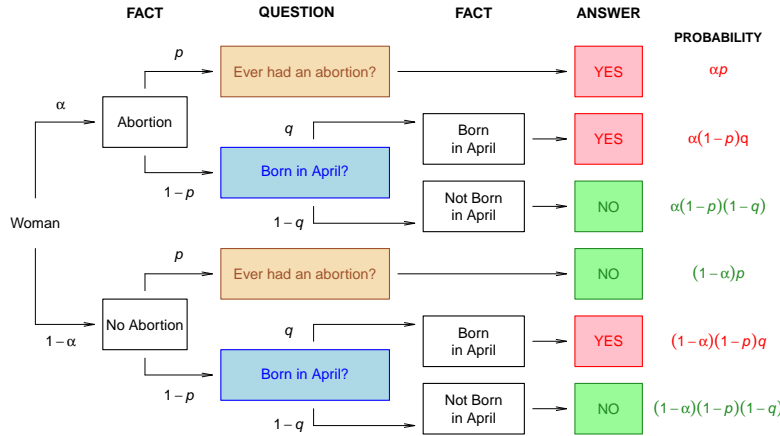 FACT QUESTION FACT ANSWER
PROBABILITY
p Ever had an abortion? YES αp
α
Abortion
q Born in April YES α(1−p)q
Born in April?
1−p
1−q Not Born in April NO α(1−p)(1−q)
Woman
p Ever had an abortion? NO (1−α)p
No Abortion
1−α
q Born in April YES (1−α)(1−p)q
Born in April?
1−p
1−q Not Born in April NO (1−α)(1−p)(1−q)